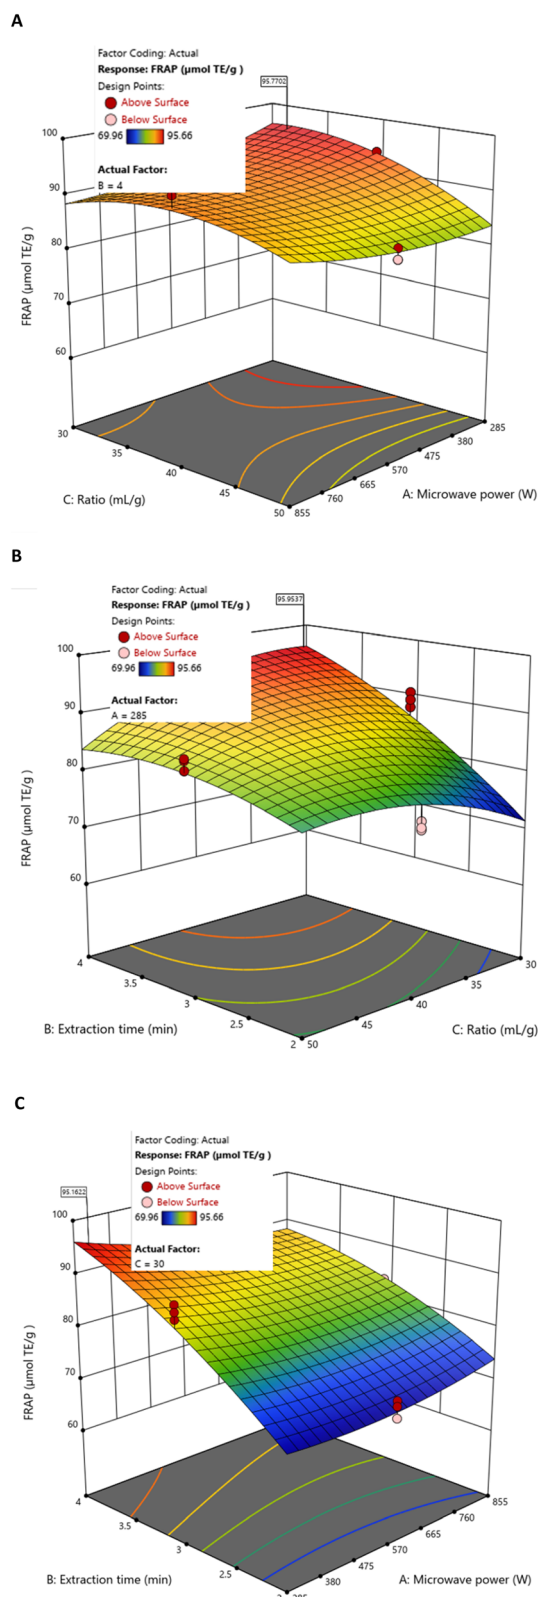 A
Factor Coding: Actual
Response: FRAP (µmol TE/g )
Design Points:
Above Surface
Below Surface
69.96 95.66
Actual Factor:
B = 4
95.7702
100
90
80
70
60
FRAP (µmol TE/g )
30
35
40
45
50
855
760
665
570
475
380
285
C: Ratio (mL/g)
A: Microwave power (W)
B
Factor Coding: Actual
Response: FRAP (µmol TE/g )
Design Points:
Above Surface
Below Surface
69.96 95.66
Actual Factor:
A = 285
95.9537
100
90
80
70
60
FRAP (µmol TE/g )
4
3.5
3
2.5
2
50
45
40
35
30
B: Extraction time (min)
C: Ratio (mL/g)
C
Factor Coding: Actual
Response: FRAP (µmol TE/g )
Design Points:
Above Surface
Below Surface
69.96 95.66
Actual Factor:
C = 30
95.1622
100
90
80
70
60
FRAP (µmol TE/g )
4
3.5
3
2.5
380
475
570
665
760
855
B: Extraction time (min)
A: Microwave power (W)